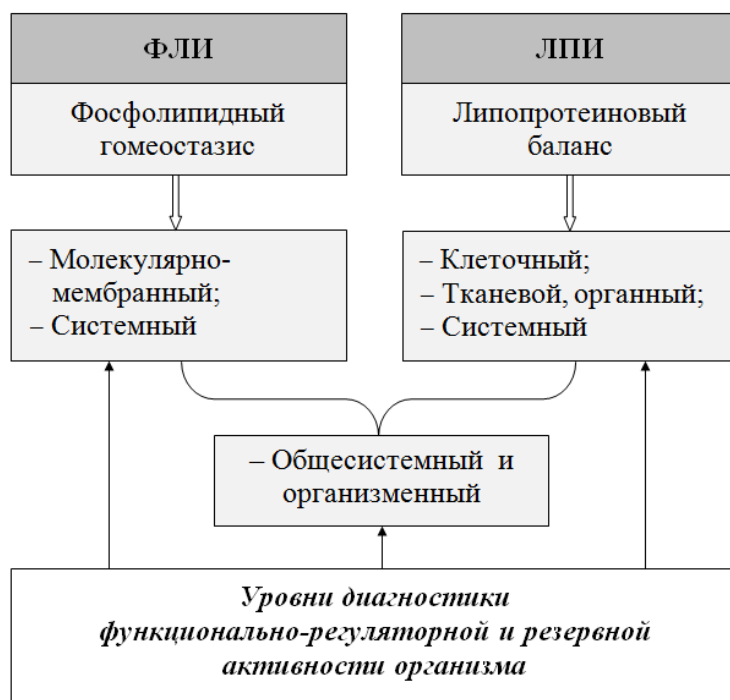 ФЛИ
Фосфолипидный
гомеостазис
ЛПИ
Липопротеиновый
баланс
– Молекулярно-
мембранный;
– Системный
– Клеточный;
– Тканевой, органный;
– Системный
– Общесистемный и
организменный
Уровни диагностики
функционально-регуляторной и резервной
активности организма